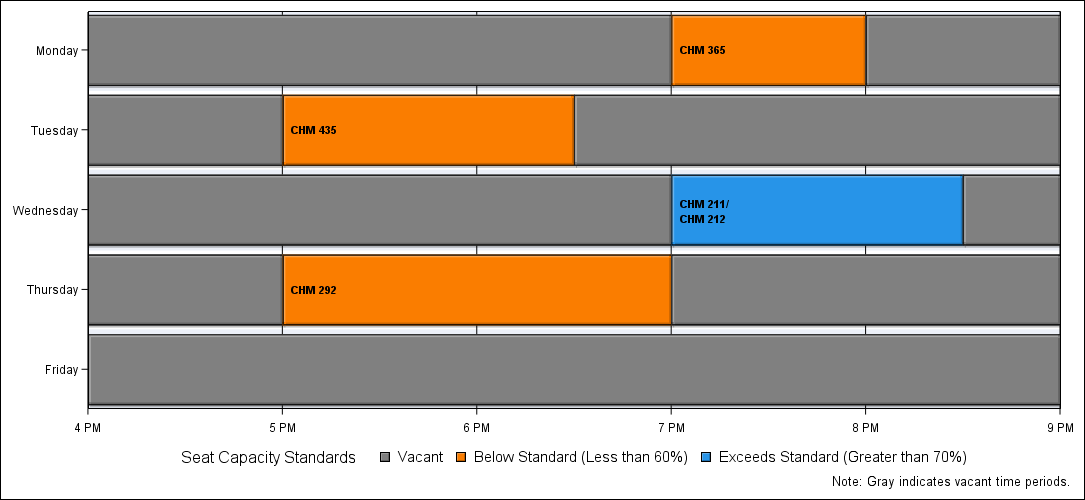 Monday
CHM 365
Tuesday
CHM 435
Wednesday
CHM 211/
CHM 212
Thursday
CHM 292
Friday
4 PM 5 PM 6 PM 7 PM 8 PM 9 PM
Seat Capacity Standards Vacant Below Standard (Less than 60%) Exceeds Standard (Greater than 70%)
Note: Gray indicates vacant time periods.